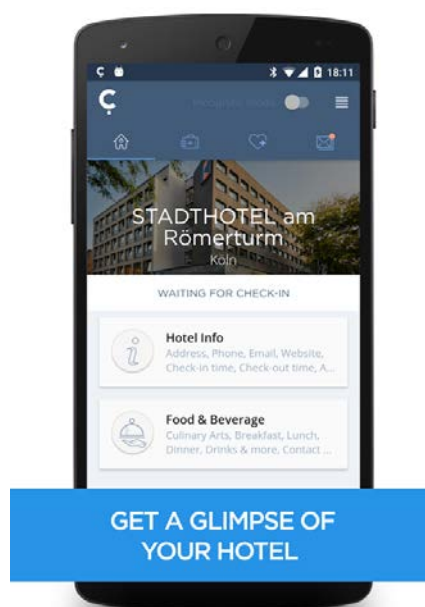 Ç 18:11
Ç Incognito mode
STADTHOTEL am
Römerturm
Köln
WAITING FOR CHECK-IN
Hotel Info
Address, Phone, Email, Website,
Check-in time, Check-out time, A...
Food & Beverage
Culinary Arts, Breakfast, Lunch,
Dinner, Drinks & more, Contact ...
GET A GLIMPSE OF
YOUR HOTEL